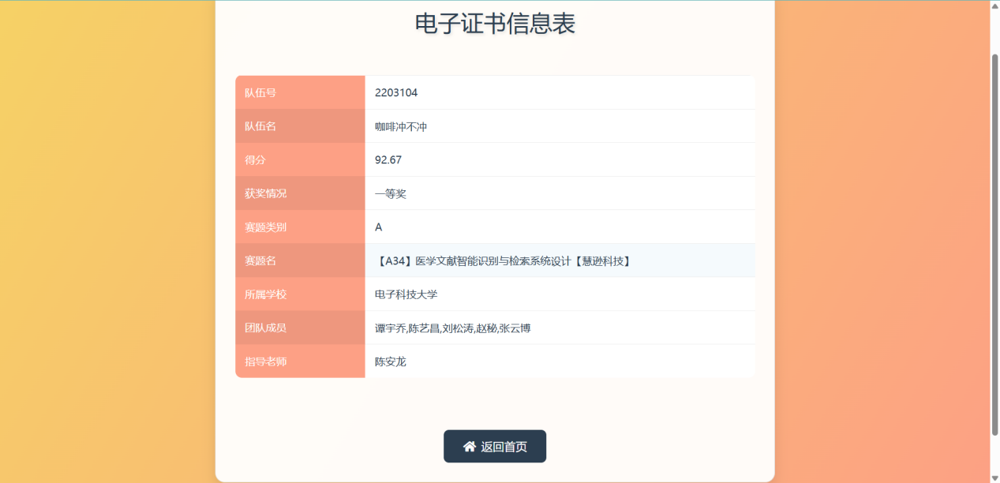 电子证书信息表
队伍号 2203104
队伍名 咖啡冲不冲
得分 92.67
获奖情况 一等奖
赛题类别 A
赛题名 【A34】医学文献智能识别与检索系统设计【慧逊科技】
所属学校 电子科技大学
团队成员 谭宇乔,陈艺昌,刘松涛,赵秘,张云博
指导老师 陈安龙
返回首页